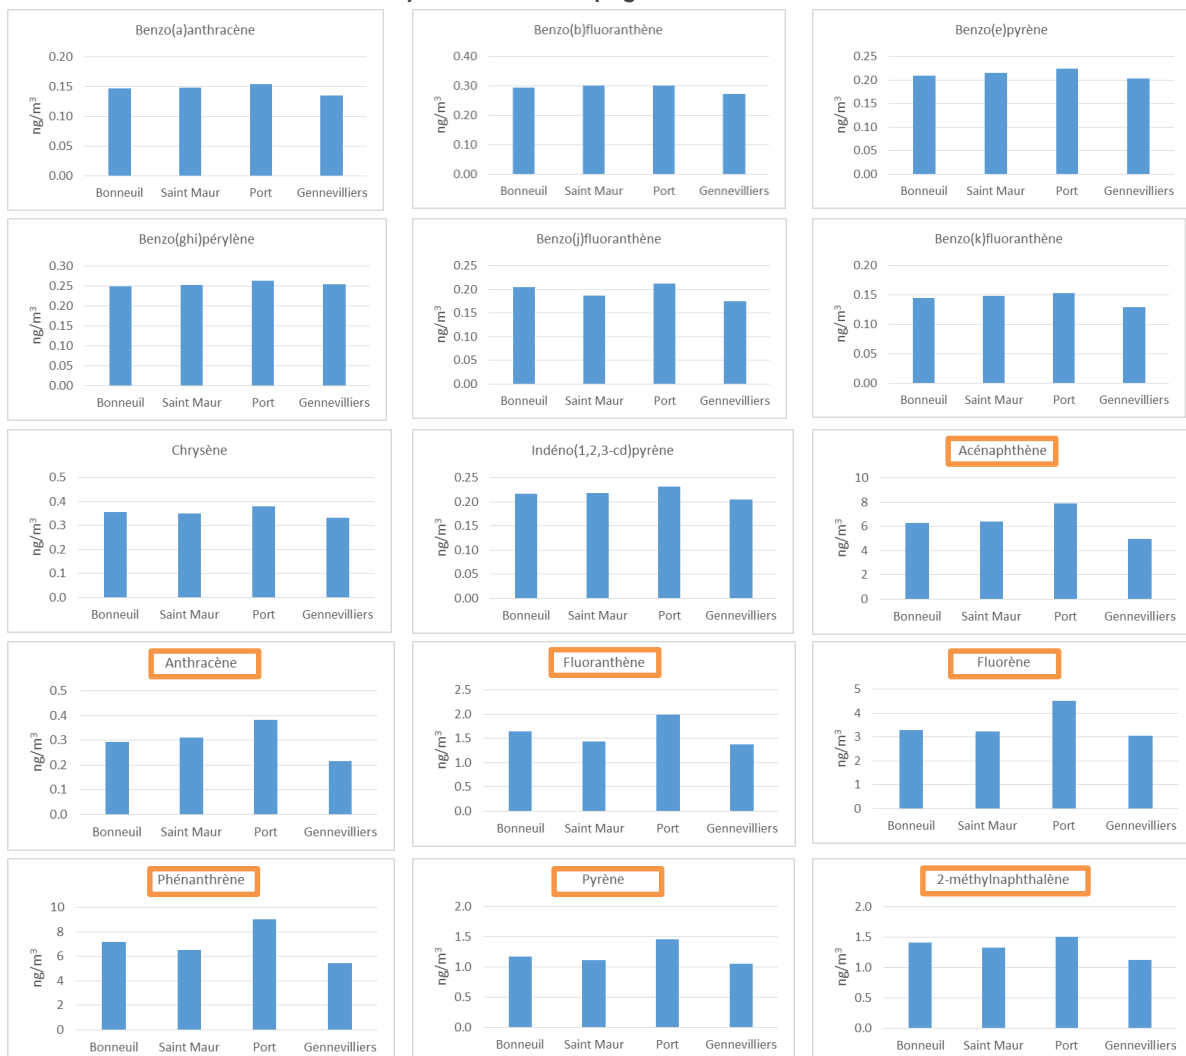 Benzo(a)anthracène
0.20
0.15
0.10
0.05
0.00
ng/m³
Bonneuil Saint Maur Port Gennevilliers
Benzo(b)fluoranthène
0.40
0.30
0.20
0.10
0.00
ng/m³
Bonneuil Saint Maur Port Gennevilliers
Benzo(e)pyrène
0.25
0.20
0.15
0.10
0.05
0.00
ng/m³
Bonneuil Saint Maur Port Gennevilliers
Benzo(ghi)pérylène
0.30
0.25
0.20
0.15
0.10
0.05
0.00
ng/m³
Bonneuil Saint Maur Port Gennevilliers
Benzo(j)fluoranthène
0.25
0.20
0.15
0.10
0.05
0.00
ng/m³
Bonneuil Saint Maur Port Gennevilliers
Benzo(k)fluoranthène
0.20
0.15
0.10
0.05
0.00
ng/m³
Bonneuil Saint Maur Port Gennevilliers
Chrysène
0.5
0.4
0.3
0.2
0.1
0.0
ng/m³
Bonneuil Saint Maur Port Gennevilliers
Indéno(1,2,3-cd)pyrène
0.25
0.20
0.15
0.10
0.05
0.00
ng/m³
Bonneuil Saint Maur Port Gennevilliers
Acénaphthène
10
8
6
4
2
0
ng/m³
Bonneuil Saint Maur Port Gennevilliers
Anthracène
0.5
0.4
0.3
0.2
0.1
0.0
ng/m³
Bonneuil Saint Maur Port Gennevilliers
Fluoranthène
2.5
2.0
1.5
1.0
0.5
0.0
ng/m³
Bonneuil Saint Maur Port Gennevilliers
Fluorène
5
4
3
2
1
0
ng/m³
Bonneuil Saint Maur Port Gennevilliers
Phénanthrène
10
8
6
4
2
0
ng/m³
Bonneuil Saint Maur Port Gennevilliers
Pyrène
2.0
1.5
1.0
0.5
0.0
ng/m³
Bonneuil Saint Maur Port Gennevilliers
2-méthylnaphthalène
2.0
1.5
1.0
0.5
0.0
ng/m³
Bonneuil Saint Maur Port Gennevilliers